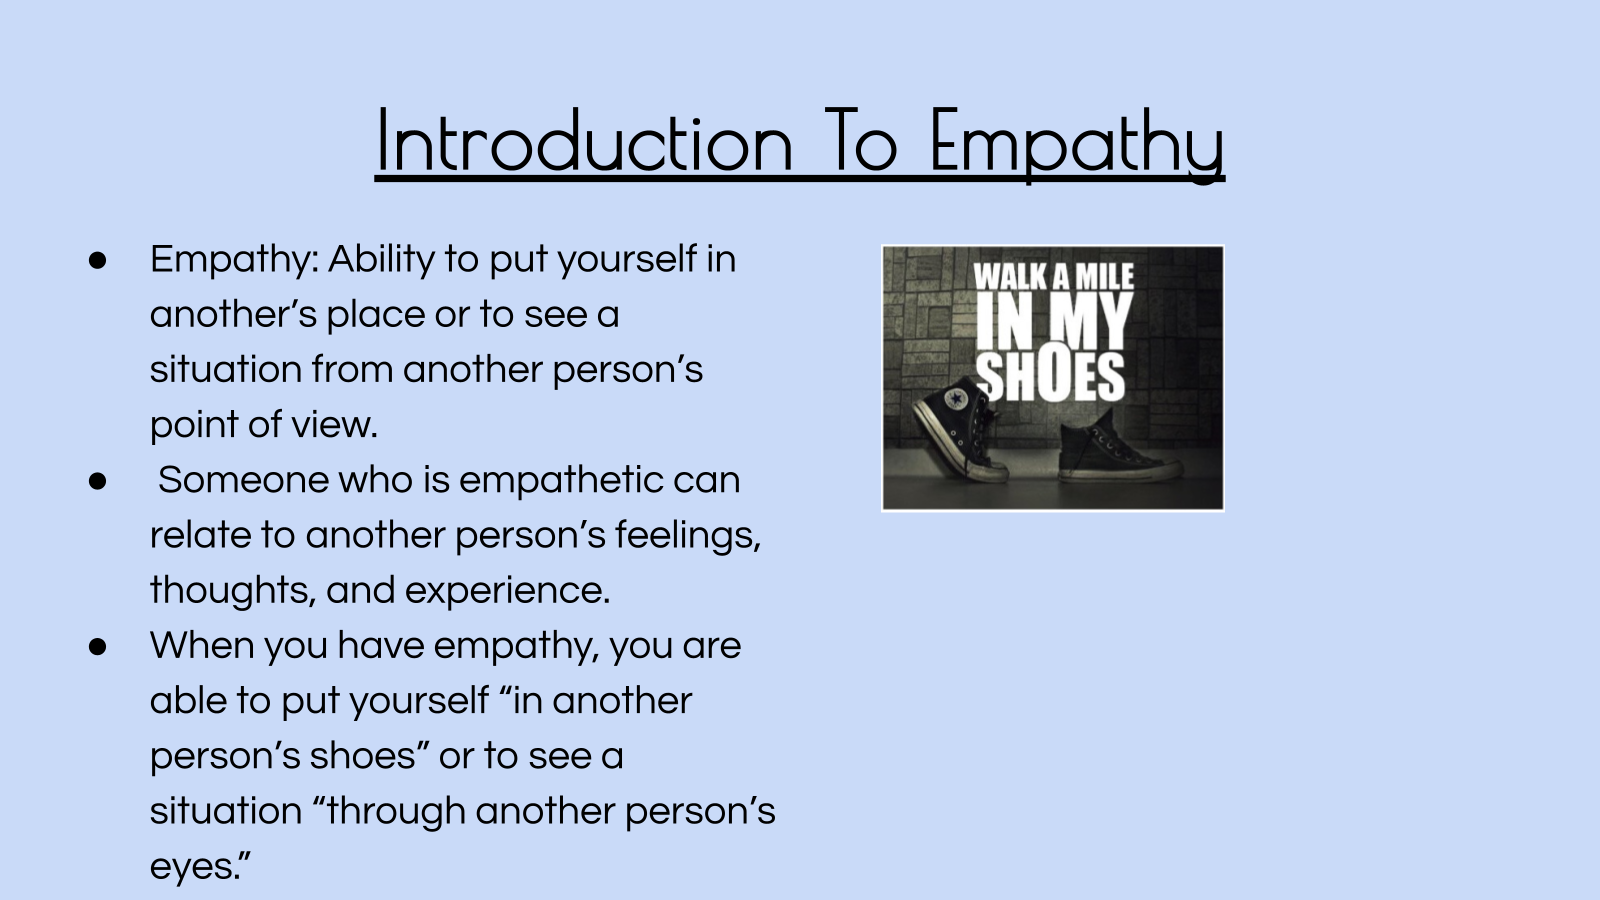 Introduction To Empathy
● Empathy: Ability to put yourself in
another’s place or to see a
situation from another person’s
point of view.
● Someone who is empathetic can
relate to another person’s feelings,
thoughts, and experience.
● When you have empathy, you are
able to put yourself “in another
person’s shoes” or to see a
situation “through another person’s
eyes.”
WALK A MILE
IN MY
SHOES